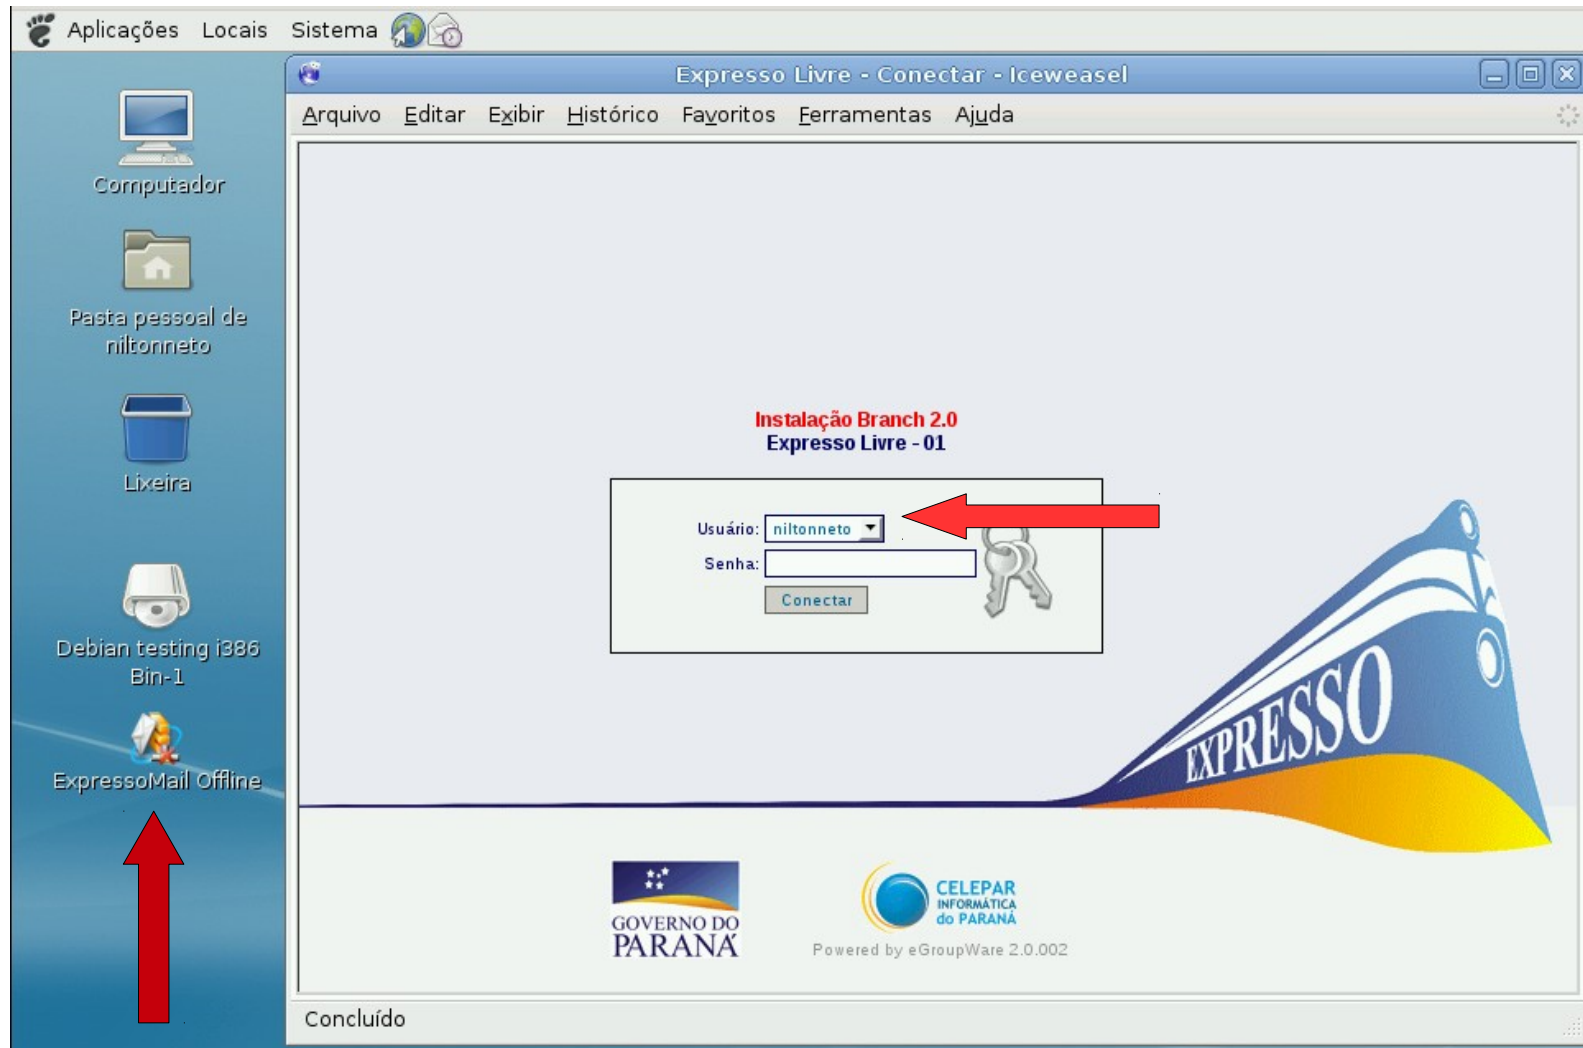 Aplicações Locais Sistema
Expresso Livre - Conectar - Iceweasel
Arquivo Editar Exibir Histórico Favoritos Ferramentas Ajuda
Computador
Pasta pessoal de
niltonneto
Lixeira
Debian testing i386
Bin-1
ExpressoMail Offline
Instalação Branch 2.0
Expresso Livre - 01
Usuário: niltonneto
Senha:
Conectar
EXPRESSO
GOVERNO DO
PARANÁ
CELEPAR
INFORMÁTICA
do PARANÁ
Powered by eGroupWare 2.0.002
Concluído